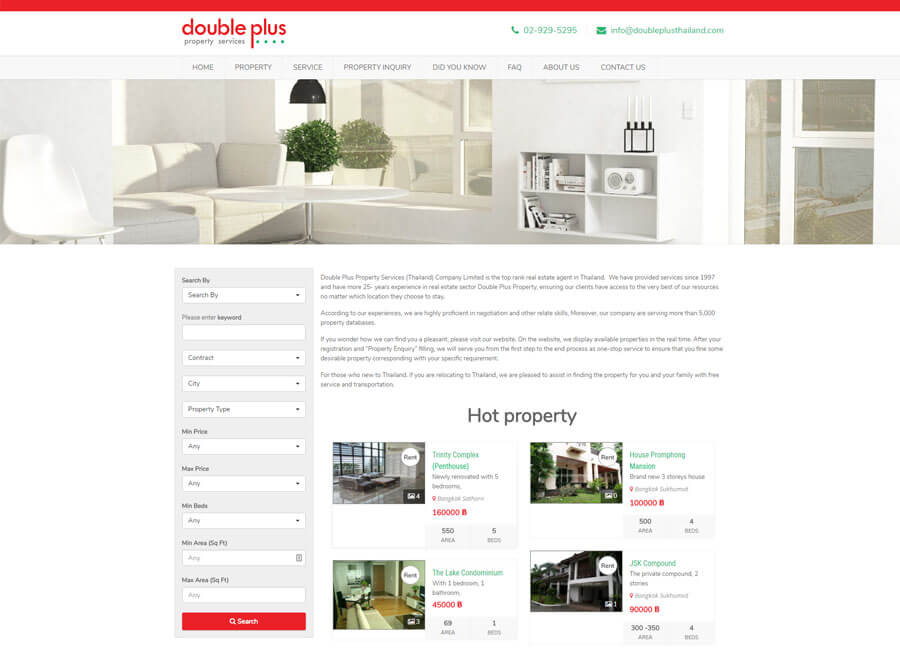 double plus
property services
02-929-5295
info@doubleplusthailand.com
HOME
PROPERTY
SERVICE
PROPERTY INQUIRY
DID YOU KNOW
FAQ
ABOUT US
CONTACT US
Search By
Search By
Please enter keyword
Contract
City
Property Type
Min Price
Any
Max Price
Any
Min Beds
Any
Min Area (Sq Ft)
Any
Max Area (Sq Ft)
Any
Search
Double Plus Property Services (Thailand) Company Limited is the top rank real estate agent in Thailand. We have provided services since 1997
and have more 25- years experience in real estate sector Double Plus Property, ensuring our clients have access to the very best of our resources
no matter which location they choose to stay.
According to our experiences, we are highly proficient in negotiation and other relate skills, Moreover, our company are serving more than 5,000
property databases.
If you wonder how we can find you a pleasant, please visit our website. On the website, we display available properties in the real time. After your
registration and "Property Enquiry" filling, we will serve you from the first step to the end process as one-stop service to ensure that you fine some
desirable property corresponding with your specific requirement.
For those who new to Thailand. If you are relocating to Thailand, we are pleased to assist in finding the property for you and your family with free
service and transportation.
Hot property
Rent
4
Trinity Complex
(Penthouse)
Newly renovated with 5
bedrooms,
Bangkok Sathorn
160000 ฿
550
AREA
5
BEDS
Rent
0
House Promphong
Mansion
Brand new 3 storeys house
Bangkok Sukhumvit
100000 ฿
500
AREA
4
BEDS
Rent
3
The Lake Condominium
With 1 bedroom, 1
bathroom,
45000 ฿
69
AREA
1
BEDS
Rent
1
JSK Compound
The private compound, 2
stories
Bangkok Sukhumvit
90000 ฿
300 -350
AREA
4
BEDS